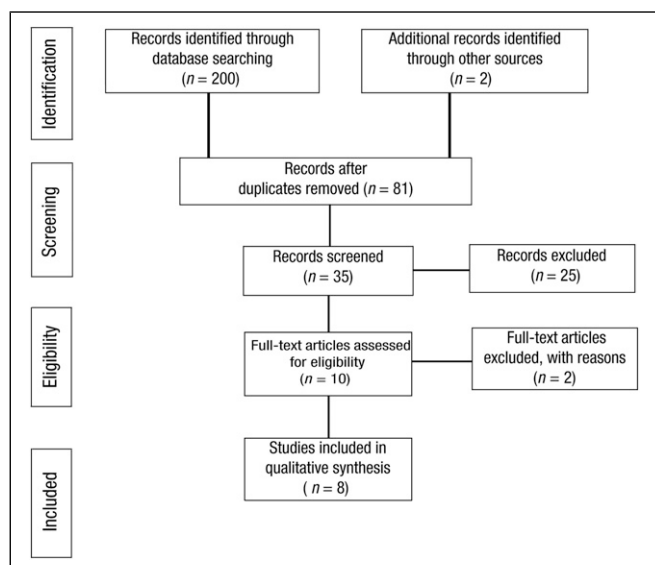 Identification
Records identified through
database searching
(n = 200)
Additional records identified
through other sources
(n = 2)
Screening
Records after
duplicates removed (n = 81)
Records screened
(n = 35)
Records excluded
(n = 25)
Eligibility
Full-text articles assessed
for eligibility
(n = 10)
Full-text articles
excluded, with reasons
(n = 2)
Included
Studies included in
qualitative synthesis
( n = 8)